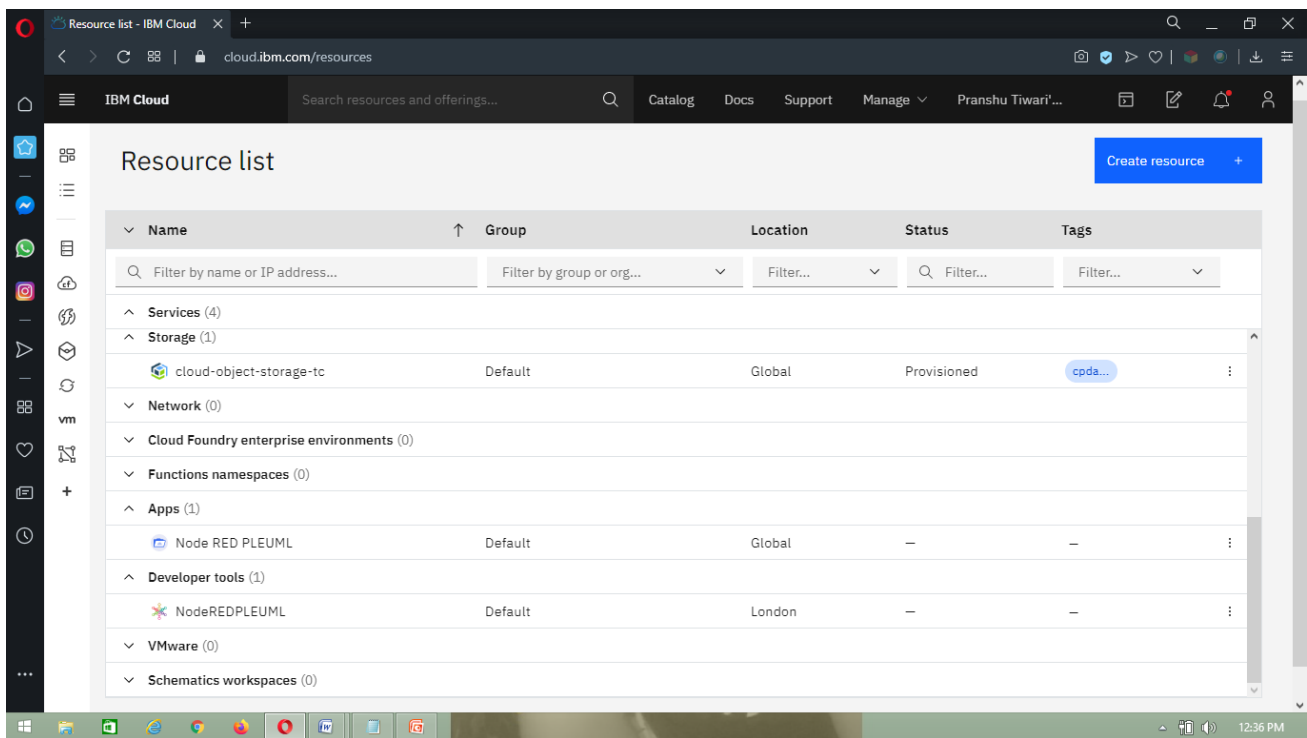 Resource list - IBM Cloud
cloud.ibm.com/resources
IBM Cloud Search resources and offerings... Catalog Docs Support Manage Pranshu Tiwari'...
Resource list
Create resource +
Name Group Location Status Tags
Filter by name or IP address... Filter by group or org... Filter... Filter... Filter...
Services (4)
Storage (1)
cloud-object-storage-tc Default Global Provisioned cpda...
Network (0)
vm
Cloud Foundry enterprise environments (0)
Functions namespaces (0)
Apps (1)
Node RED PLEUML Default Global –
–
Developer tools (1)
NodeREDPLEUML Default London –
–
VMware (0)
Schematics workspaces (0)
12:36 PM